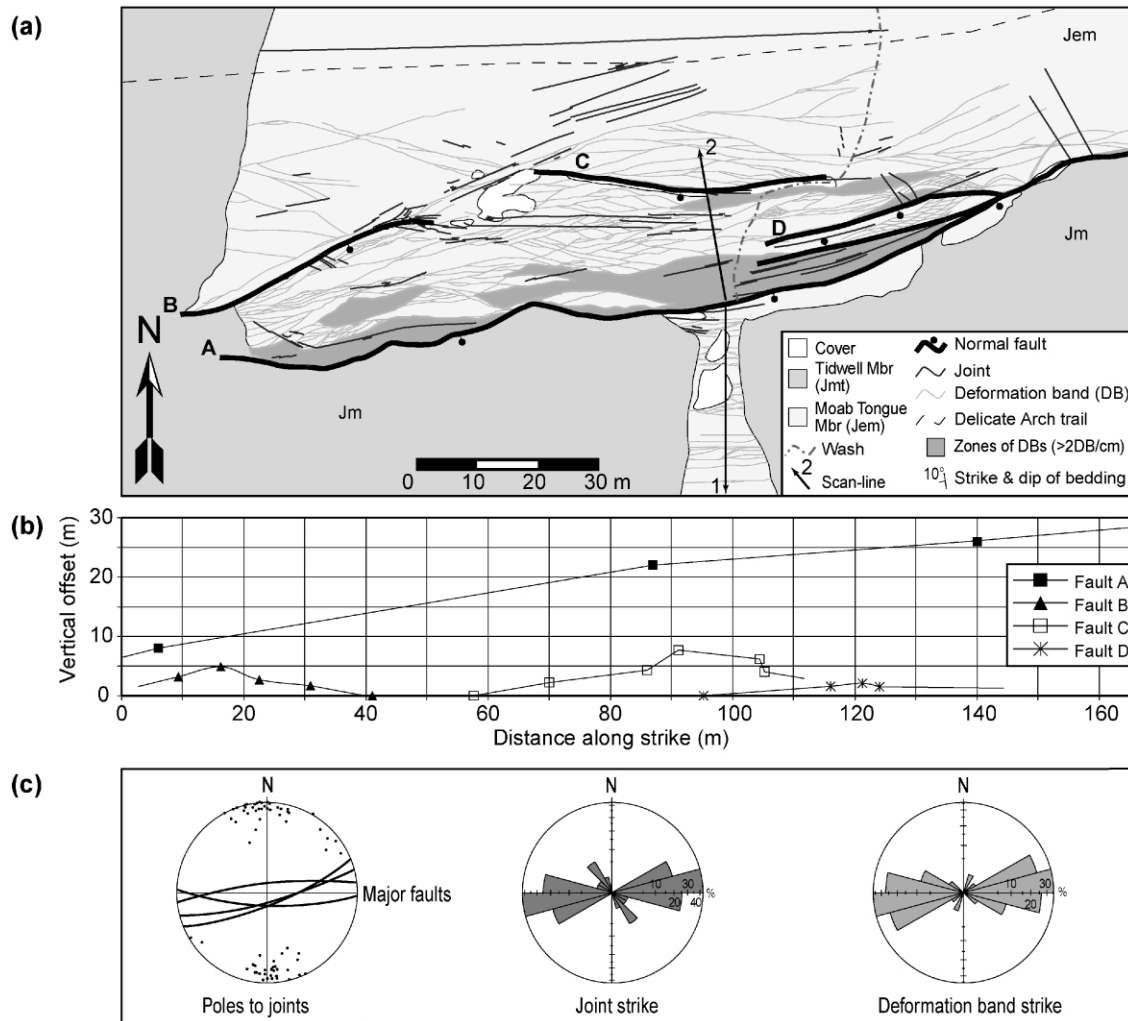 (a)
Jem
C
2
D
Jm
B
A
N
Jm
1
0 10 20 30 m
Cover
Tidwell Mbr (Jmt)
Moab Tongue Mbr (Jem)
Wash
2
Scan-line
Normal fault
Joint
Deformation band (DB)
Delicate Arch trail
Zones of DBs (>2DB/cm)
10° Strike & dip of bedding
(b)
Vertical offset (m)
30
20
10
0
0 20 40 60 80 100 120 140 160
Distance along strike (m)
Fault A
Fault B
Fault C
Fault D
(c)
N
Major faults
Poles to joints
N
10 20 30 40 %
Joint strike
N
10 20 30 %
Deformation band strike